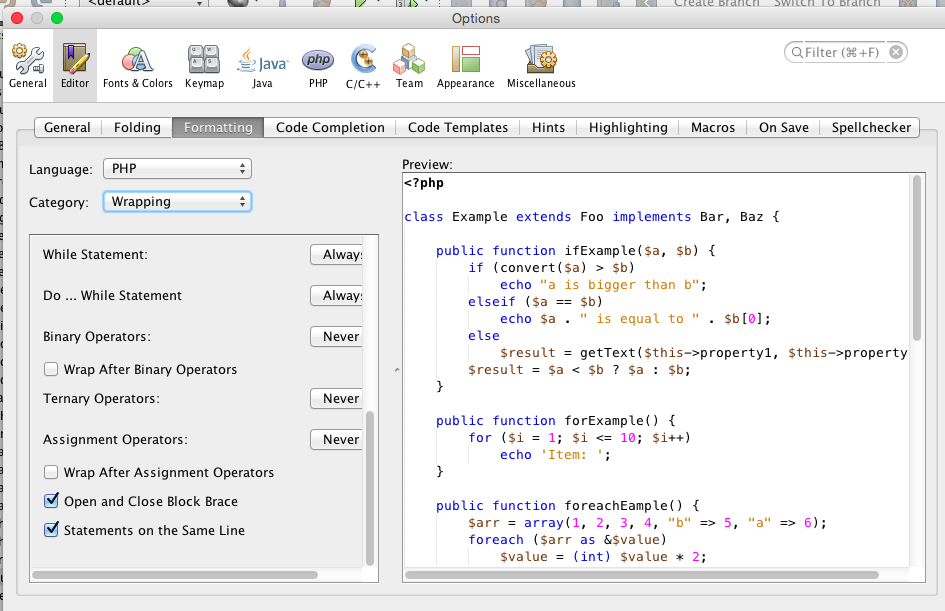 <default>
Create Branch Switch To Branch
Options
Filter (⌘+F)
General Editor Fonts & Colors Keymap Java PHP C/C++ Team Appearance Miscellaneous
General Folding Formatting Code Completion Code Templates Hints Highlighting Macros On Save Spellchecker
Language: PHP
Category: Wrapping
While Statement: Always
Do ... While Statement Always
Binary Operators: Never
Wrap After Binary Operators
Ternary Operators: Never
Assignment Operators: Never
Wrap After Assignment Operators
Open and Close Block Brace
Statements on the Same Line
Preview:
<?php
class Example extends Foo implements Bar, Baz {
public function ifExample($a, $b) {
if (convert($a) > $b)
echo "a is bigger than b";
elseif ($a == $b)
echo $a . " is equal to " . $b[0];
else
$result = getText($this->property1, $this->property
$result = $a < $b ? $a : $b;
}
public function forExample() {
for ($i = 1; $i <= 10; $i++)
echo 'Item: ';
}
public function foreachEample() {
$arr = array(1, 2, 3, 4, "b" => 5, "a" => 6);
foreach ($arr as &$value)
$value = (int) $value * 2;